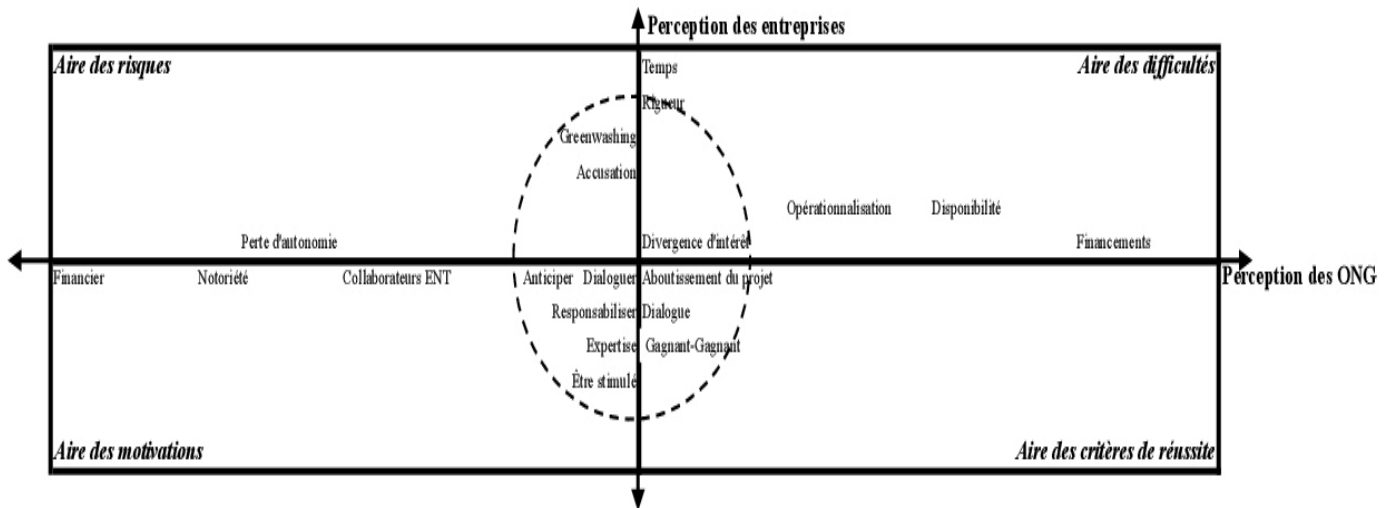 Perception des entreprises
Aire des risques
Temps
Aire des difficultés
Rigueur
Greenwashing
Accusation
Opérationnalisation
Disponibilité
Perte d'autonomie
Divergence d'intérêt
Financements
Financier
Notoriété
Collaborateurs ENT
Anticiper
Dialoguer
Aboutissement du projet
Perception des ONG
Responsabiliser
Dialogue
Expertise
Gagnant-Gagnant
Être stimulé
Aire des motivations
Aire des critères de réussite